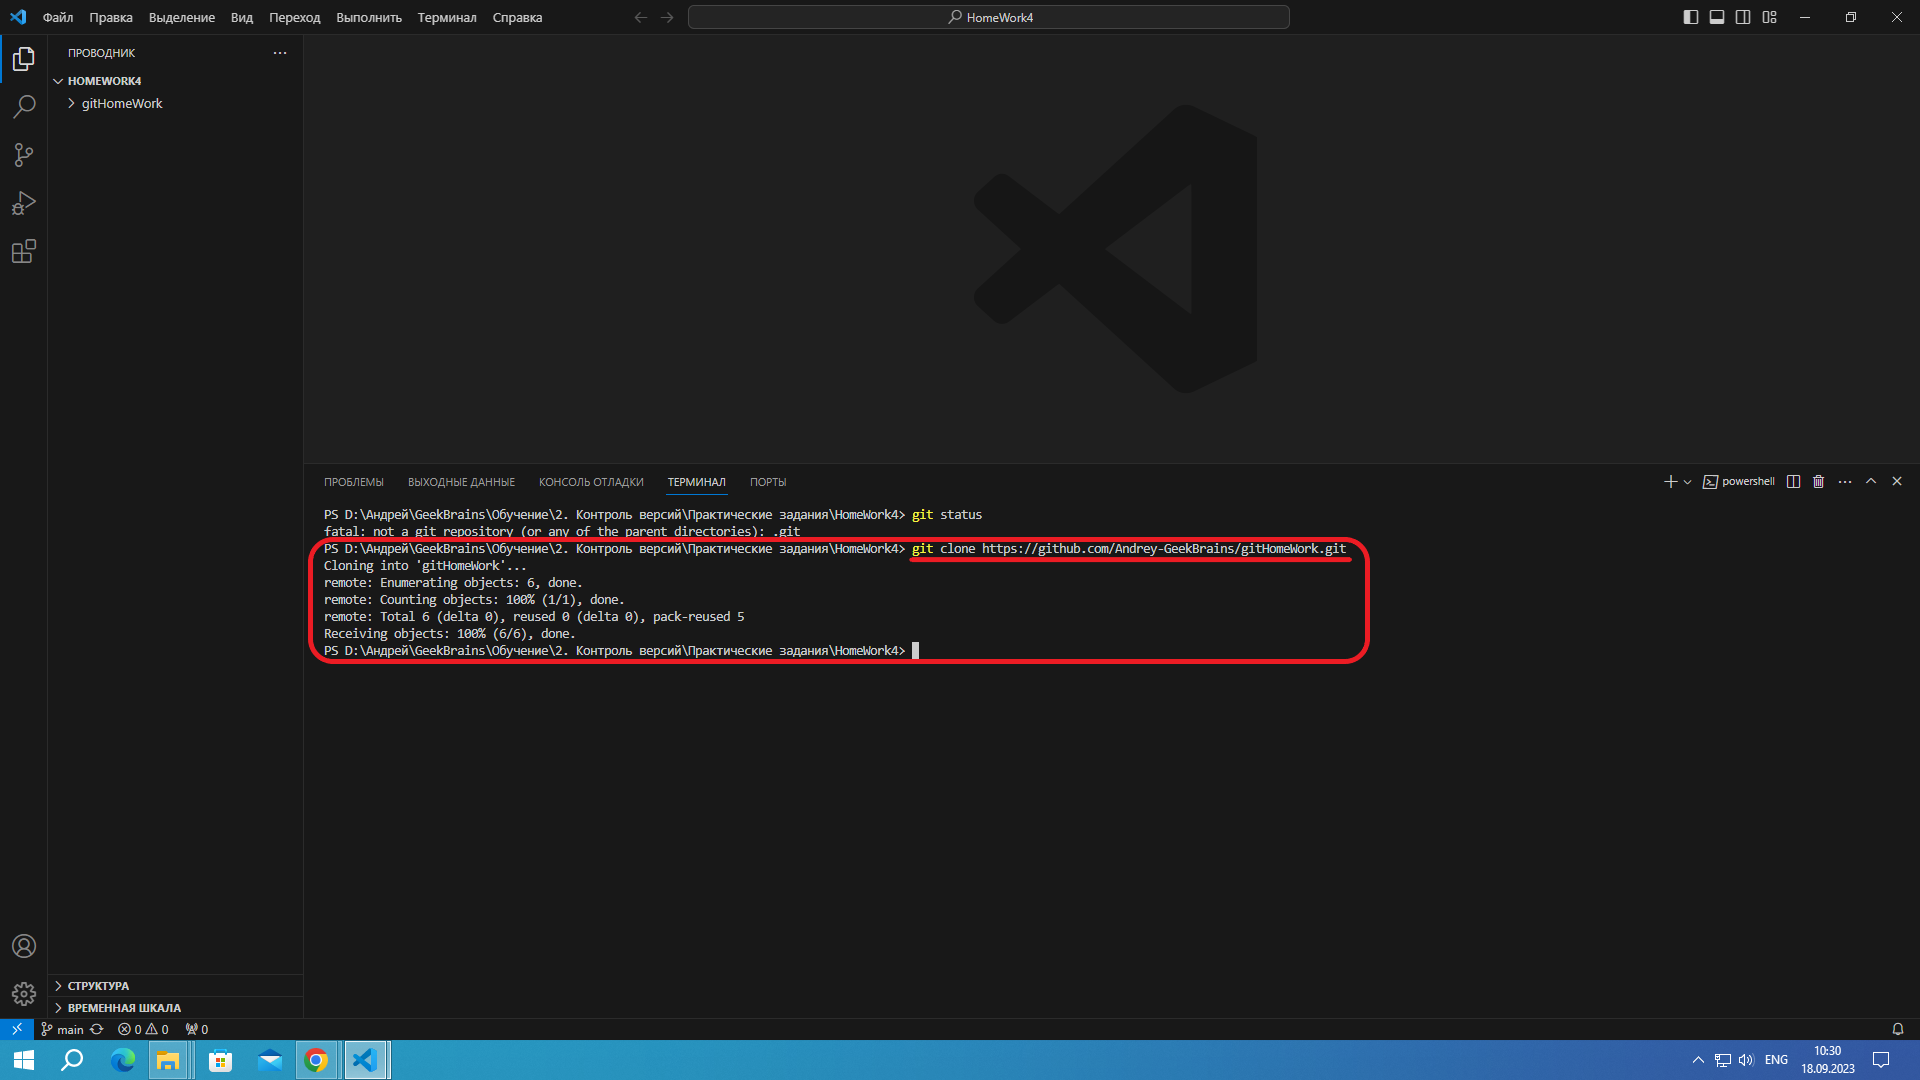 Файл Правка Выделение Вид Переход Выполнить Терминал Справка
HomeWork4
ПРОВОДНИК
HOMEWORK4
gitHomeWork
ПРОБЛЕМЫ ВЫХОДНЫЕ ДАННЫЕ КОНСОЛЬ ОТЛАДКИ ТЕРМИНАЛ ПОРТЫ
powershell
PS D:\Андрей\GeekBrains\Обучение\2. Контроль версий\Практические задания\HomeWork4> git status
fatal: not a git repository (or any of the parent directories): .git
PS D:\Андрей\GeekBrains\Обучение\2. Контроль версий\Практические задания\HomeWork4> git clone https://github.com/Andrey-GeekBrains/gitHomeWork.git
Cloning into 'gitHomeWork'...
remote: Enumerating objects: 6, done.
remote: Counting objects: 100% (1/1), done.
remote: Total 6 (delta 0), reused 0 (delta 0), pack-reused 5
Receiving objects: 100% (6/6), done.
PS D:\Андрей\GeekBrains\Обучение\2. Контроль версий\Практические задания\HomeWork4>
СТРУКТУРА
ВРЕМЕННАЯ ШКАЛА
main 0 0 0
ENG
10:30
18.09.2023